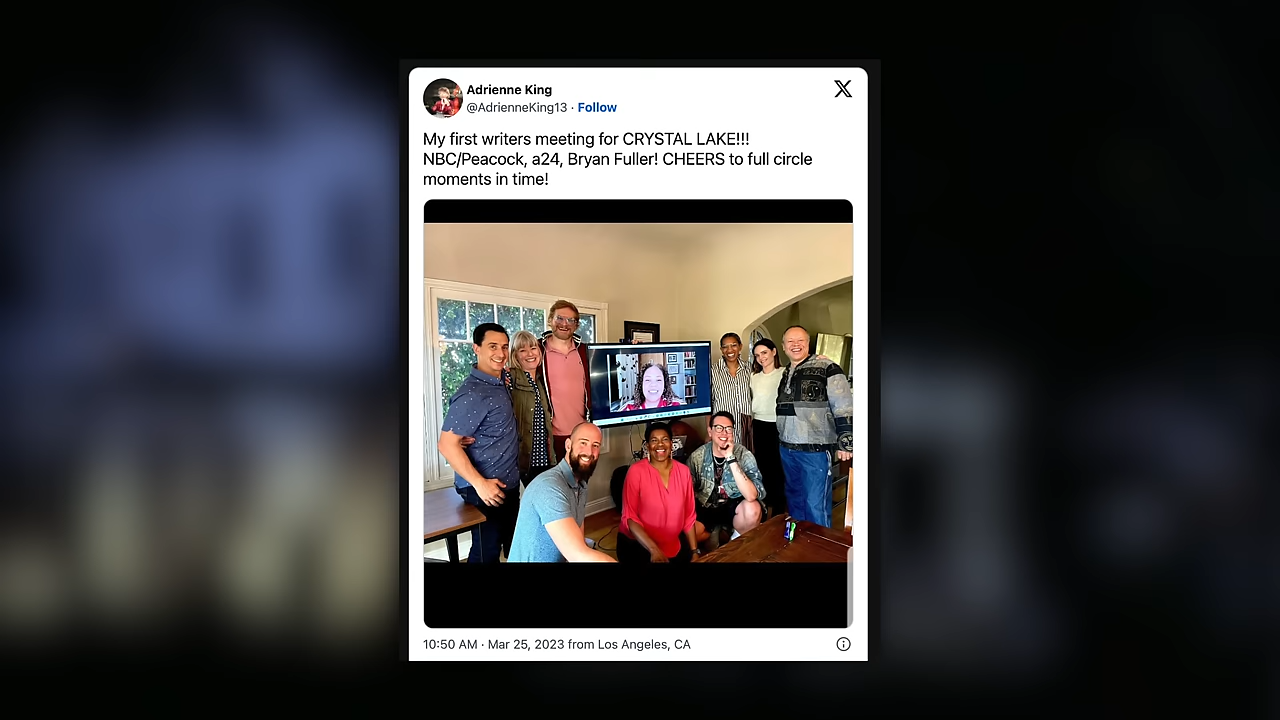 Adrienne King
@AdrienneKing13 · Follow
My first writers meeting for CRYSTAL LAKE!!!
NBC/Peacock, a24, Bryan Fuller! CHEERS to full circle
moments in time!
10:50 AM · Mar 25, 2023 from Los Angeles, CA